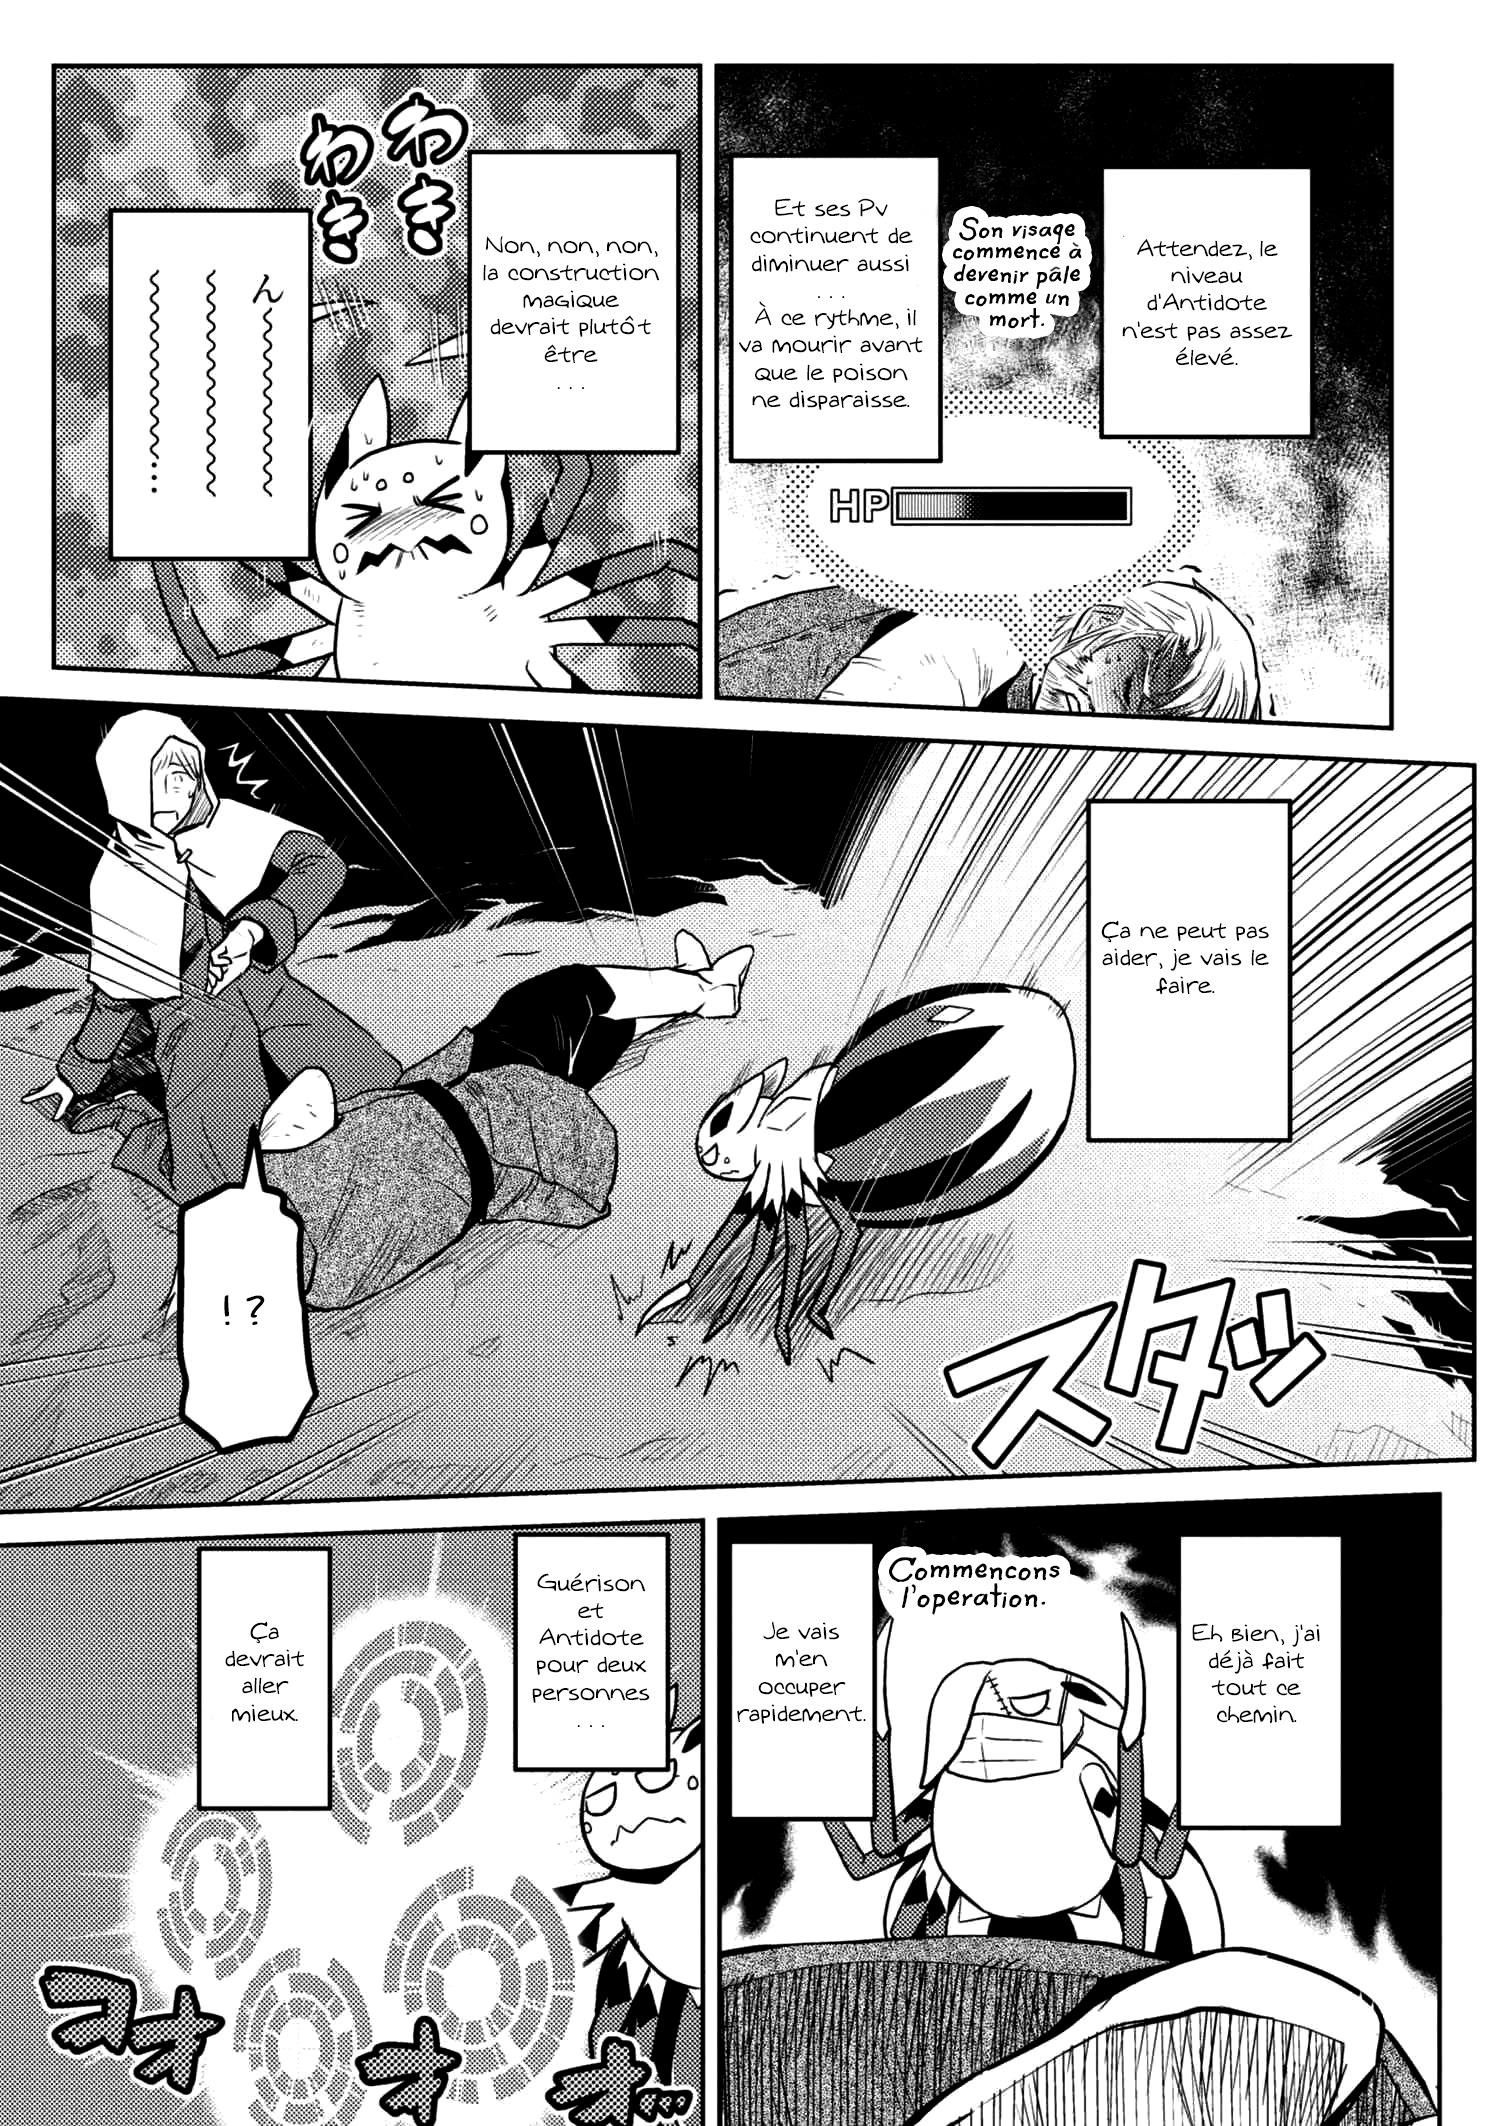 Attendez, le
niveau
d'Antidote
n'est pas assez
élevé.
Son visage
commence à
devenir pâle
comme un
mort.
Et ses Pv
continuent de
diminuer aussi
...
À ce rythme, il
va mourir avant
que le poison
ne disparaisse.
HP
Non, non, non,
la construction
magique
devrait plutôt
être
...
わき
わき
ん〜〜〜〜
〜〜〜〜
〜〜〜〜…
Ça ne peut pas
aider, je vais le
faire.
!?
スタッ
Eh bien, j'ai
déjà fait
tout ce
chemin.
Commencons
l'operation.
Je vais
m'en
occuper
rapidement.
Guérison
et
Antidote
pour deux
personnes
...
Ça
devrait
aller
mieux.
コオオオ…